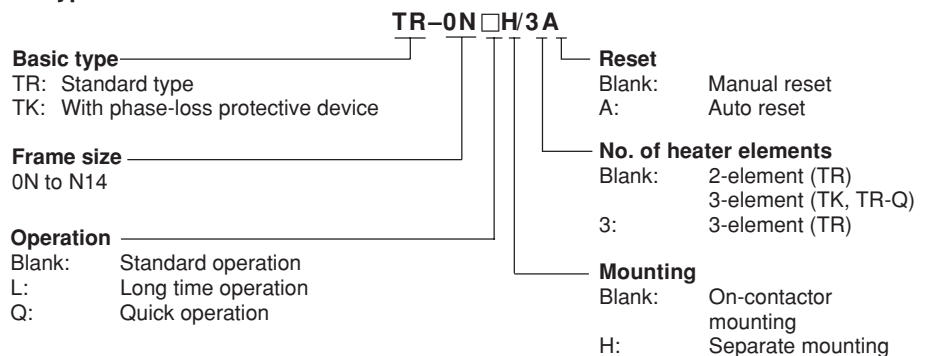 TR–0N□H/3A
Basic type
TR: Standard type
TK: With phase-loss protective device
Frame size
0N to N14
Operation
Blank: Standard operation
L: Long time operation
Q: Quick operation
Reset
Blank: Manual reset
A: Auto reset
No. of heater elements
Blank: 2-element (TR)
3-element (TK, TR-Q)
3: 3-element (TR)
Mounting
Blank: On-contactor
mounting
H: Separate mounting